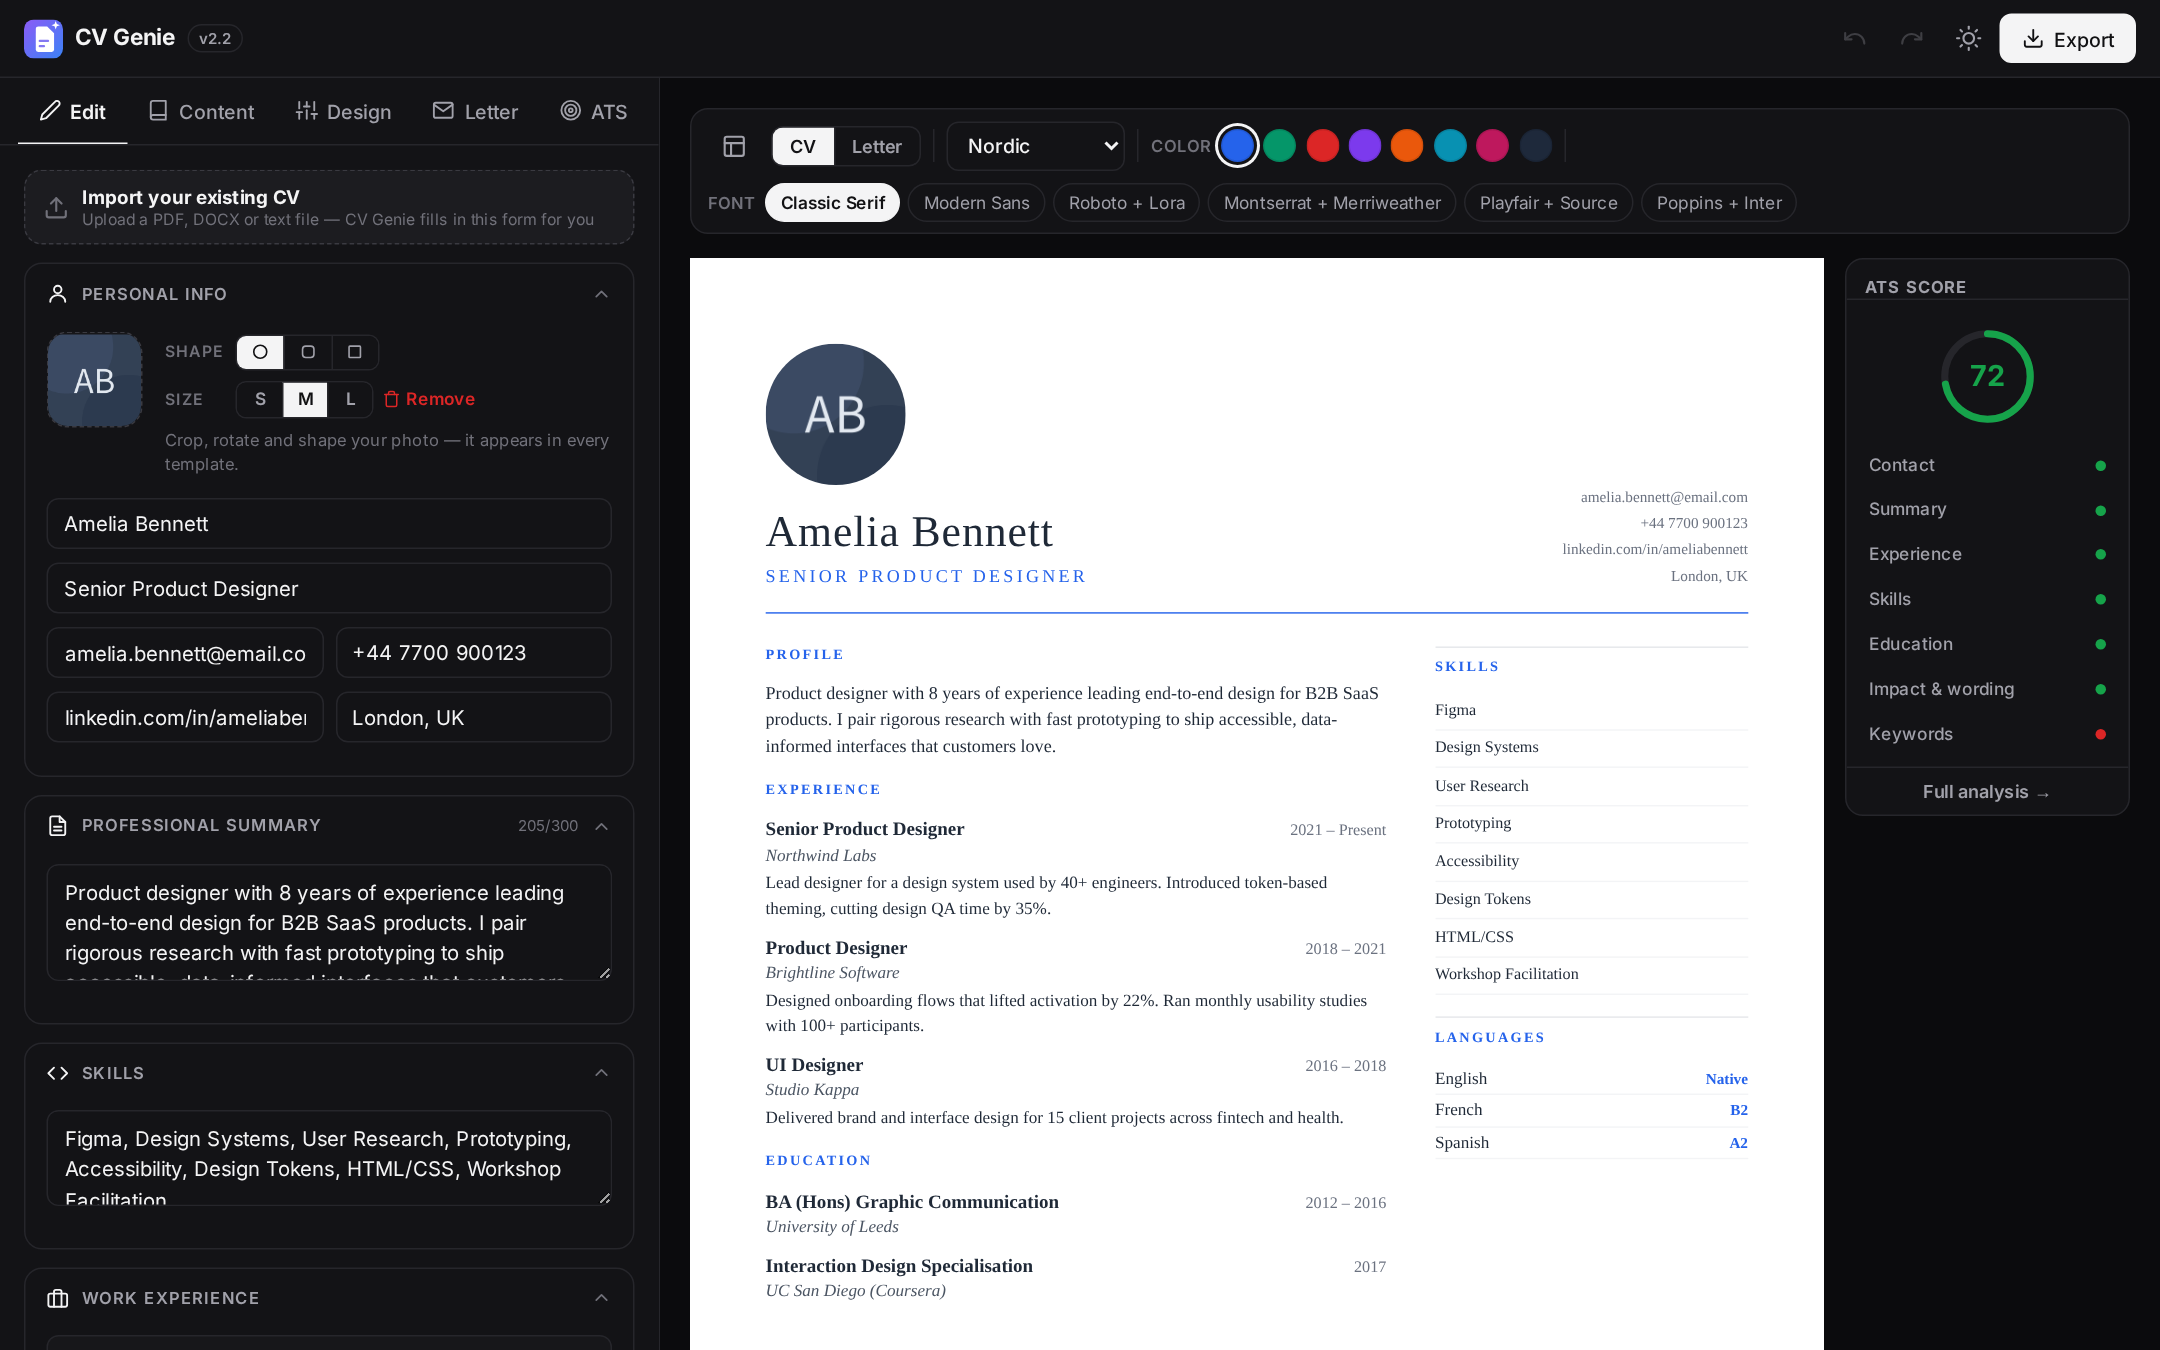 CV Genie v2.2
Export
Edit Content Design Letter ATS
Import your existing CV
Upload a PDF, DOCX or text file — CV Genie fills in this form for you
PERSONAL INFO
AB
SHAPE
SIZE S M L Remove
Crop, rotate and shape your photo — it appears in every
template.
Amelia Bennett
Senior Product Designer
amelia.bennett@email.co +44 7700 900123
linkedin.com/in/ameliaber London, UK
PROFESSIONAL SUMMARY 205/300
Product designer with 8 years of experience leading
end-to-end design for B2B SaaS products. I pair
rigorous research with fast prototyping to ship
accessible, data-informed interfaces that customers
SKILLS
Figma, Design Systems, User Research, Prototyping,
Accessibility, Design Tokens, HTML/CSS, Workshop
Facilitation
WORK EXPERIENCE
CV Letter Nordic COLOR
FONT Classic Serif Modern Sans Roboto + Lora Montserrat + Merriweather Playfair + Source Poppins + Inter
AB
Amelia Bennett
SENIOR PRODUCT DESIGNER
amelia.bennett@email.com
+44 7700 900123
linkedin.com/in/ameliabennett
London, UK
PROFILE
Product designer with 8 years of experience leading end-to-end design for B2B SaaS
products. I pair rigorous research with fast prototyping to ship accessible, data-
informed interfaces that customers love.
EXPERIENCE
Senior Product Designer 2021 – Present
Northwind Labs
Lead designer for a design system used by 40+ engineers. Introduced token-based
theming, cutting design QA time by 35%.
Product Designer 2018 – 2021
Brightline Software
Designed onboarding flows that lifted activation by 22%. Ran monthly usability studies
with 100+ participants.
UI Designer 2016 – 2018
Studio Kappa
Delivered brand and interface design for 15 client projects across fintech and health.
EDUCATION
BA (Hons) Graphic Communication 2012 – 2016
University of Leeds
Interaction Design Specialisation 2017
UC San Diego (Coursera)
SKILLS
Figma
Design Systems
User Research
Prototyping
Accessibility
Design Tokens
HTML/CSS
Workshop Facilitation
LANGUAGES
English Native
French B2
Spanish A2
ATS SCORE
72
Contact
Summary
Experience
Skills
Education
Impact & wording
Keywords
Full analysis →